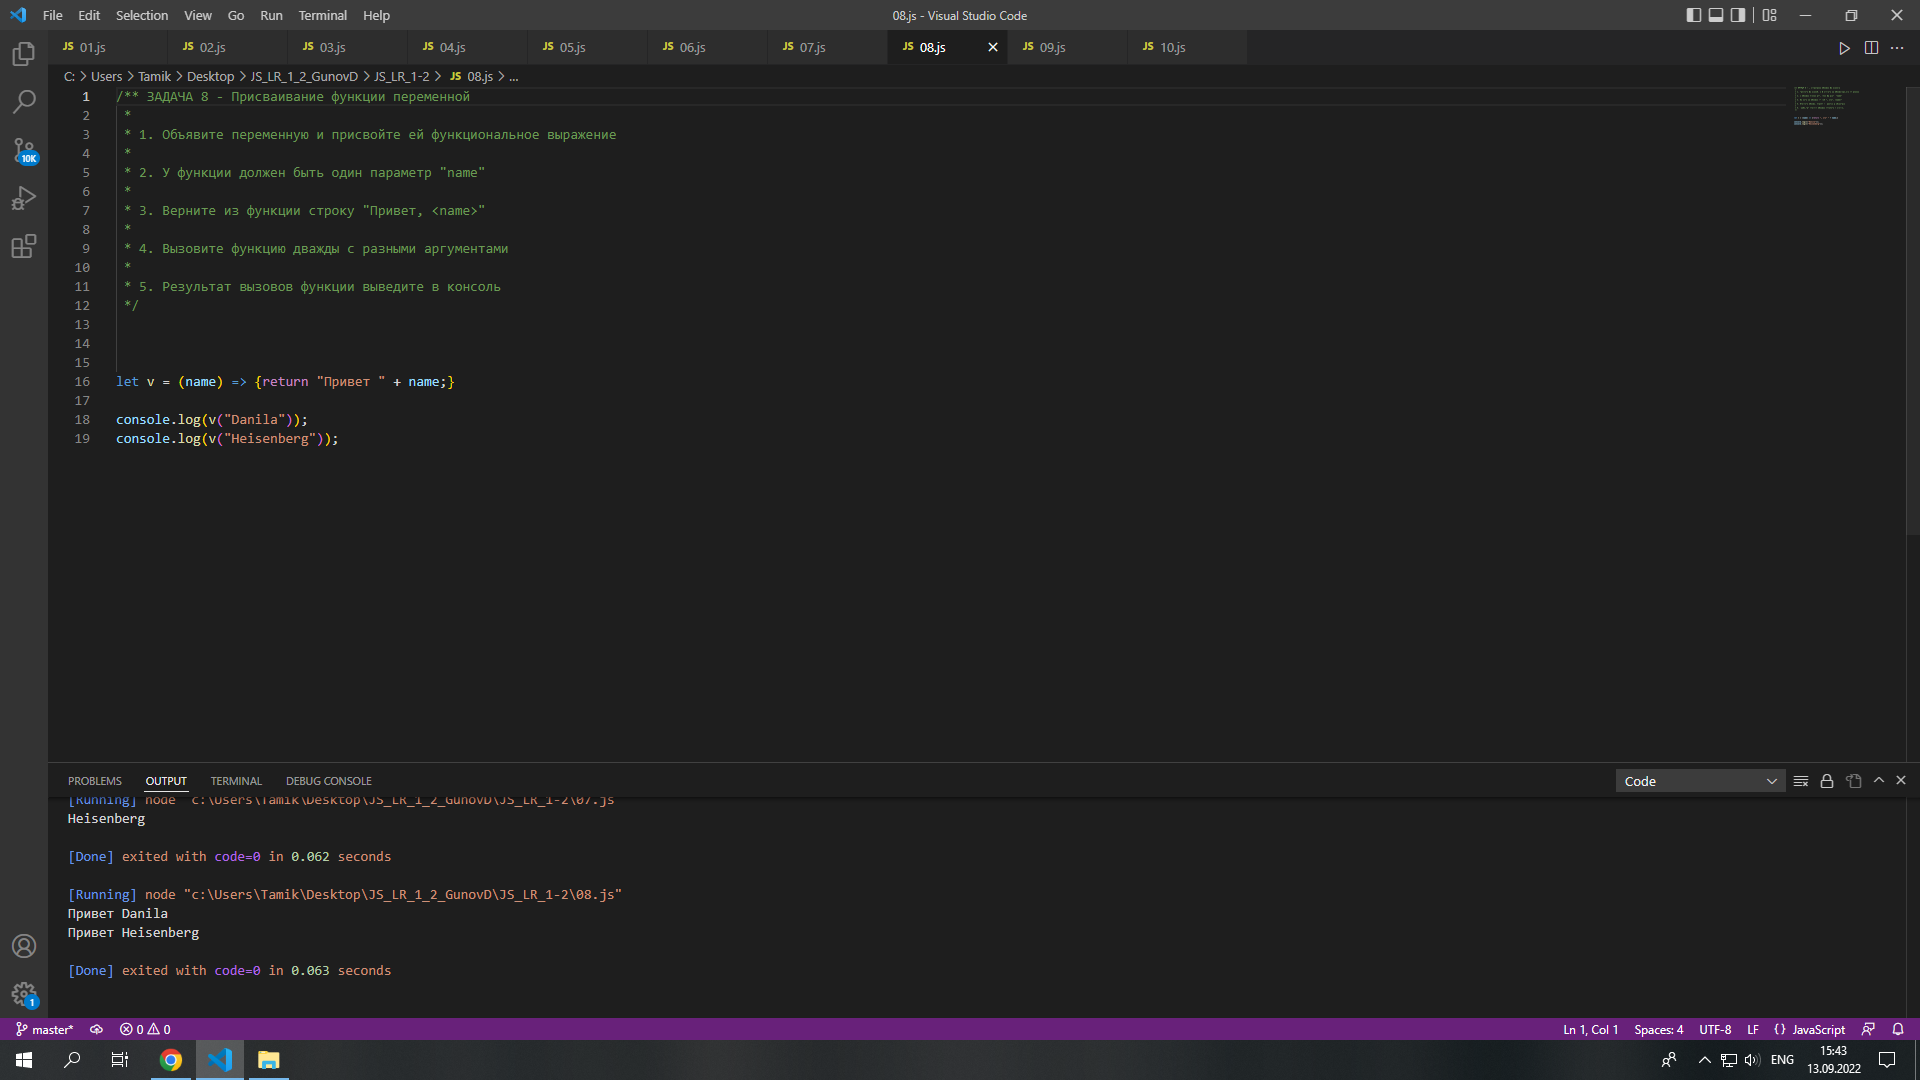 File Edit Selection View Go Run Terminal Help 08.js - Visual Studio Code
JS 01.js JS 02.js JS 03.js JS 04.js JS 05.js JS 06.js JS 07.js JS 08.js JS 09.js JS 10.js
C: > Users > Tamik > Desktop > JS_LR_1_2_GunovD > JS_LR_1-2 > JS 08.js > ...
1 /** ЗАДАЧА 8 - Присваивание функции переменной
2 *
3 * 1. Объявите переменную и присвойте ей функциональное выражение
4 *
5 * 2. У функции должен быть один параметр "name"
6 *
7 * 3. Верните из функции строку "Привет, <name>"
8 *
9 * 4. Вызовите функцию дважды с разными аргументами
10 *
11 * 5. Результат вызовов функции выведите в консоль
12 */
13
14
15
16 let v = (name) => {return "Привет " + name;}
17
18 console.log(v("Danila"));
19 console.log(v("Heisenberg"));
10K
PROBLEMS OUTPUT TERMINAL DEBUG CONSOLE Code
[Running] node "c:\Users\Tamik\Desktop\JS_LR_1_2_GunovD\JS_LR_1-2\07.js"
Heisenberg
[Done] exited with code=0 in 0.062 seconds
[Running] node "c:\Users\Tamik\Desktop\JS_LR_1_2_GunovD\JS_LR_1-2\08.js"
Привет Danila
Привет Heisenberg
[Done] exited with code=0 in 0.063 seconds
1
master* 0 0 Ln 1, Col 1 Spaces: 4 UTF-8 LF {} JavaScript
ENG 15:43
13.09.2022